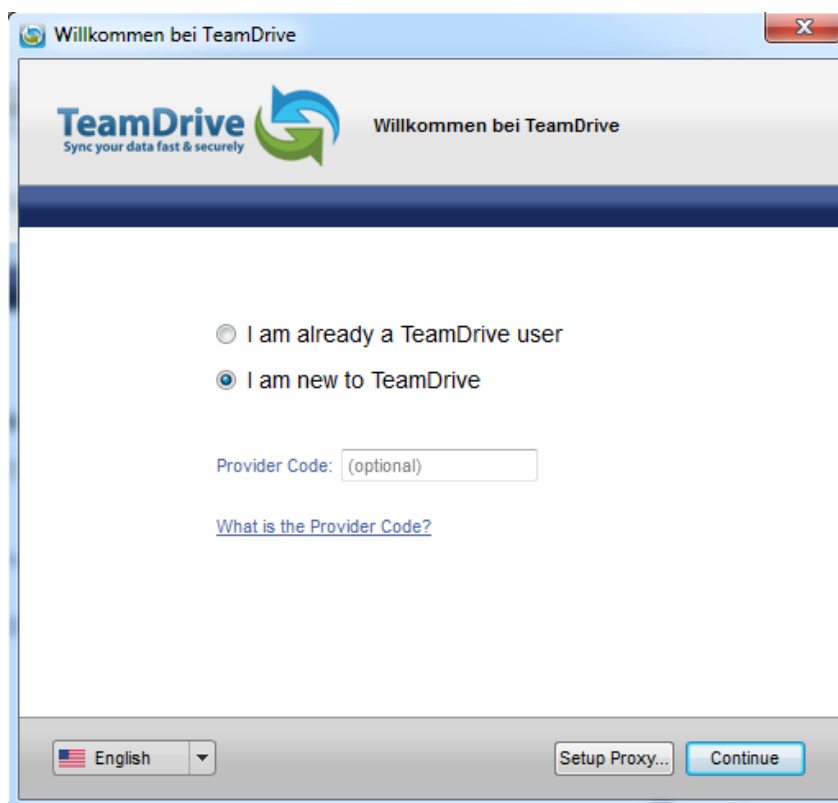 Willkommen bei TeamDrive
TeamDrive
Sync your data fast & securely
Willkommen bei TeamDrive
I am already a TeamDrive user
I am new to TeamDrive
Provider Code: (optional)
What is the Provider Code?
English
Setup Proxy...
Continue